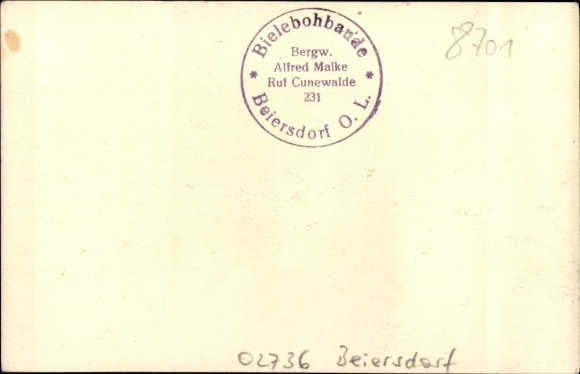 Bielebohbaude
Bergw.
Alfred Malke
Ruf Cunewalde
231
* Beiersdorf O. L. *
8701
02736 Beiersdorf